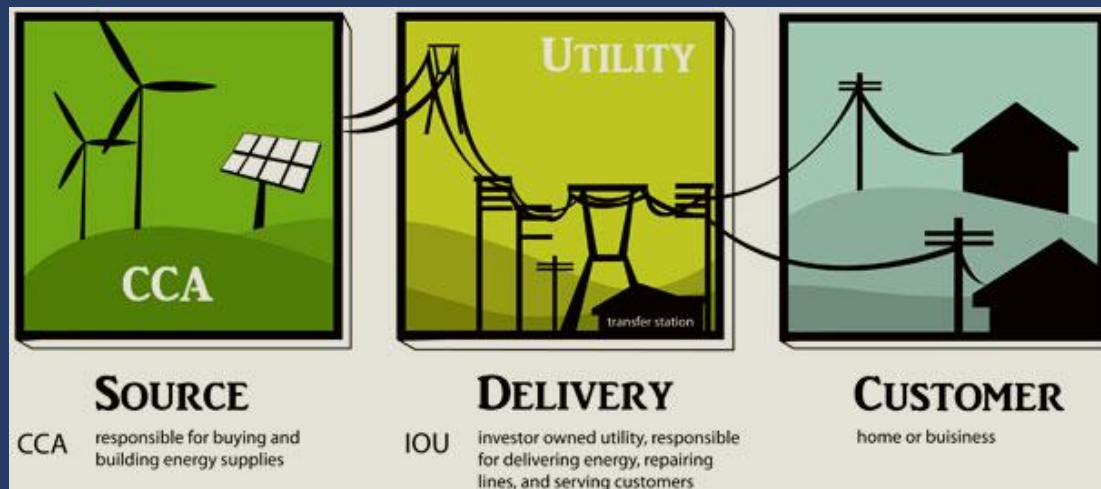 UTILITY
CCA
transfer station
SOURCE
CCA
responsible for buying and
building energy supplies
DELIVERY
IOU
investor owned utility, responsible
for delivering energy, repairing
lines, and serving customers
CUSTOMER
home or buisiness